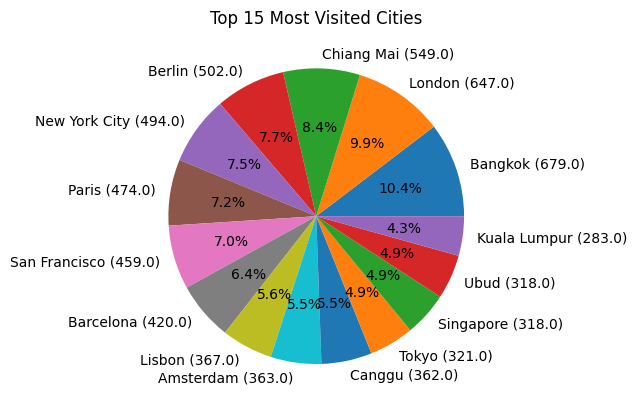 Top 15 Most Visited Cities
Chiang Mai (549.0)
Berlin (502.0)
London (647.0)
New York City (494.0)
Bangkok (679.0)
Paris (474.0)
San Francisco (459.0)
Kuala Lumpur (283.0)
Barcelona (420.0)
Ubud (318.0)
Lisbon (367.0)
Singapore (318.0)
Amsterdam (363.0)
Tokyo (321.0)
Canggu (362.0)
8.4%
7.7%
9.9%
7.5%
10.4%
7.2%
7.0%
4.3%
6.4%
4.9%
5.6%
4.9%
5.5%
5.5%
4.9%